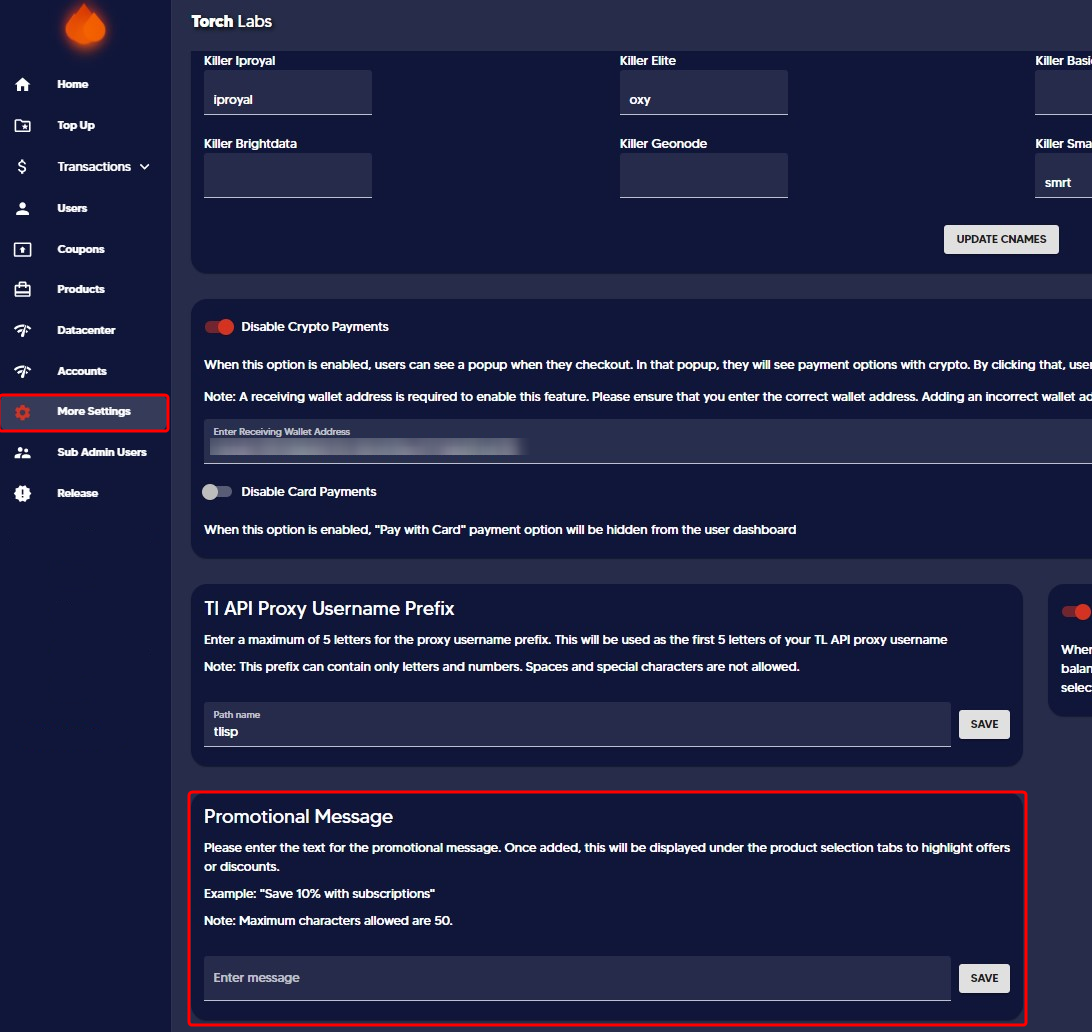 Torch Labs
Home
Top Up
Transactions
Users
Coupons
Products
Datacenter
Accounts
More Settings
Sub Admin Users
Release
Killer Iproyal
Killer Elite
Killer Basi
iproyal
oxy
Killer Brightdata
Killer Geonode
Killer Sma
smrt
UPDATE CNAMES
Disable Crypto Payments
When this option is enabled, users can see a popup when they checkout. In that popup, they will see payment options with crypto. By clicking that, user
Note: A receiving wallet address is required to enable this feature. Please ensure that you enter the correct wallet address. Adding an incorrect wallet ad
Enter Receiving Wallet Address
Disable Card Payments
When this option is enabled, "Pay with Card" payment option will be hidden from the user dashboard
Tl API Proxy Username Prefix
Enter a maximum of 5 letters for the proxy username prefix. This will be used as the first 5 letters of your TL API proxy username
Note: This prefix can contain only letters and numbers. Spaces and special characters are not allowed.
Path name
tlisp
SAVE
When
balan
selec
Promotional Message
Please enter the text for the promotional message. Once added, this will be displayed under the product selection tabs to highlight offers
or discounts.
Example: "Save 10% with subscriptions"
Note: Maximum characters allowed are 50.
Enter message
SAVE